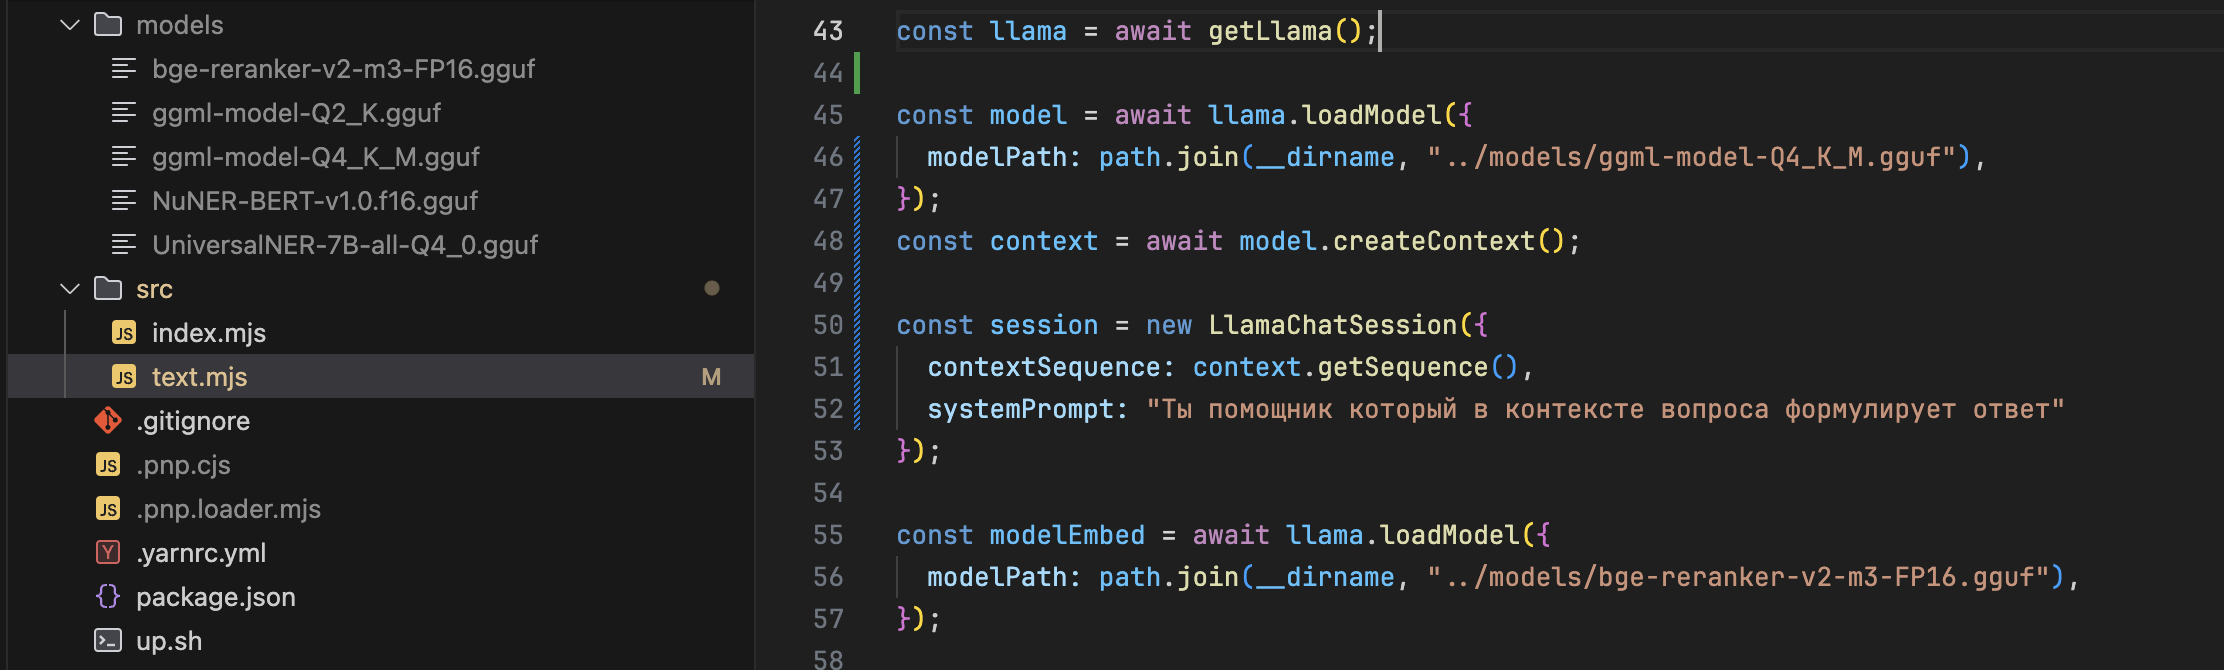 models
bge-reranker-v2-m3-FP16.gguf
ggml-model-Q2_K.gguf
ggml-model-Q4_K_M.gguf
NuNER-BERT-v1.0.f16.gguf
UniversalNER-7B-all-Q4_0.gguf
src
JS index.mjs
JS text.mjs M
.gitignore
JS .pnp.cjs
JS .pnp.loader.mjs
Y .yarnrc.yml
{} package.json
up.sh
43 const llama = await getLlama();
44
45 const model = await llama.loadModel({
46 modelPath: path.join(__dirname, "../models/ggml-model-Q4_K_M.gguf"),
47 });
48 const context = await model.createContext();
49
50 const session = new LlamaChatSession({
51 contextSequence: context.getSequence(),
52 systemPrompt: "Ты помощник который в контексте вопроса формулирует ответ"
53 });
54
55 const modelEmbed = await llama.loadModel({
56 modelPath: path.join(__dirname, "../models/bge-reranker-v2-m3-FP16.gguf"),
57 });
58